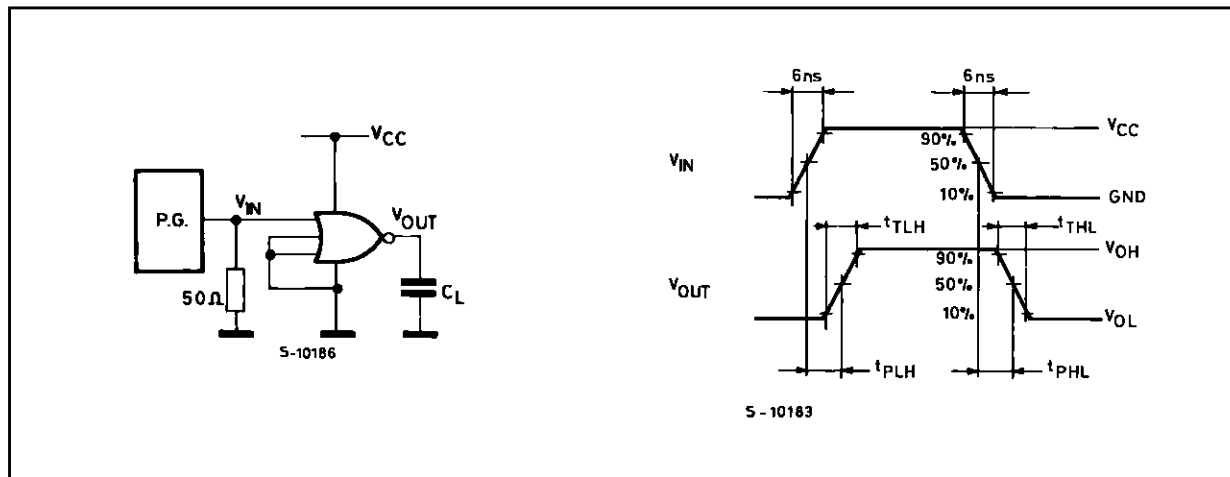 VCC
P.G.
VIN
VOUT
50Ω
CL
S-10186
6ns
6ns
VIN
90%
50%
10%
VCC
GND
tTLH
tTHL
VOUT
90%
50%
10%
VOH
VOL
tPLH
tPHL
S-10183